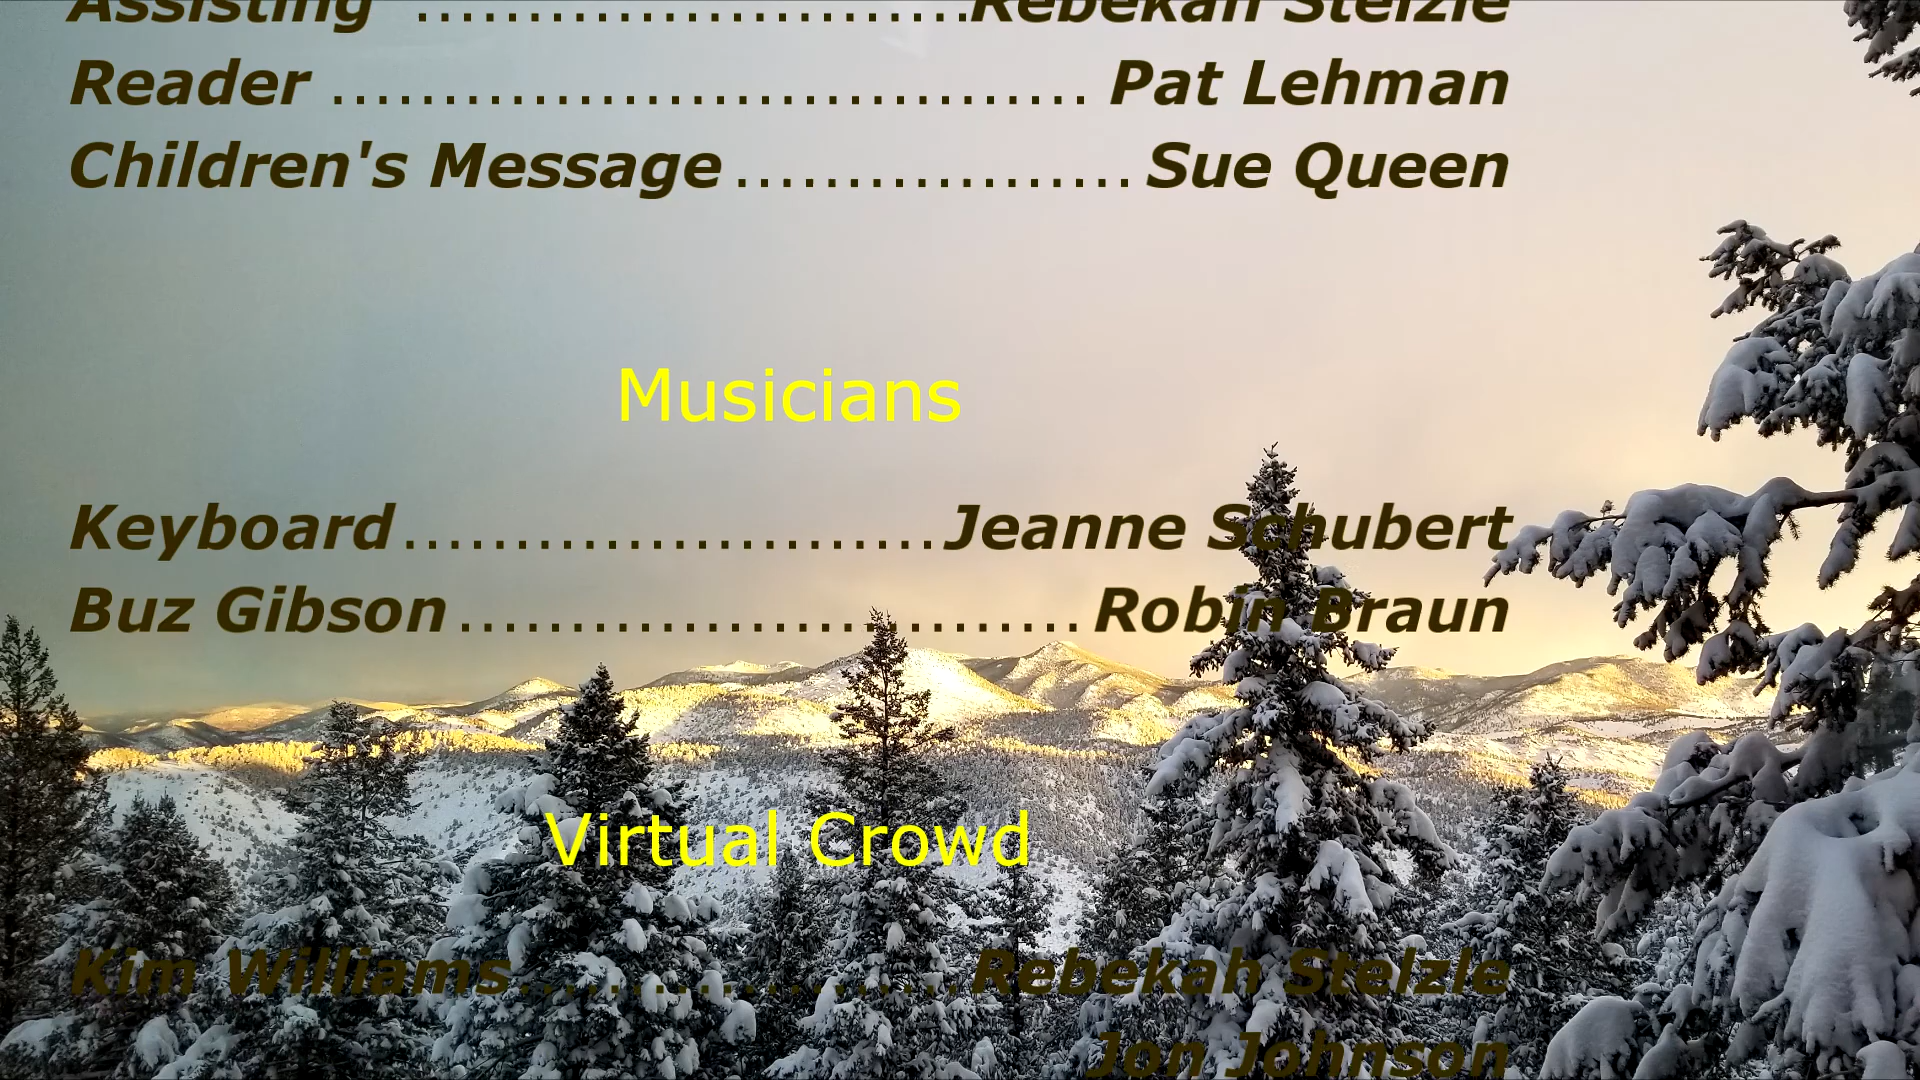 Assisting ..............................Rebekah Stelzle
Reader .................................. Pat Lehman
Children's Message .................. Sue Queen
Musicians
Keyboard ........................Jeanne Schubert
Buz Gibson ............................ Robin Braun
Virtual Crowd
Kim Williams....................Rebekah Stelzle
Jon Johnson